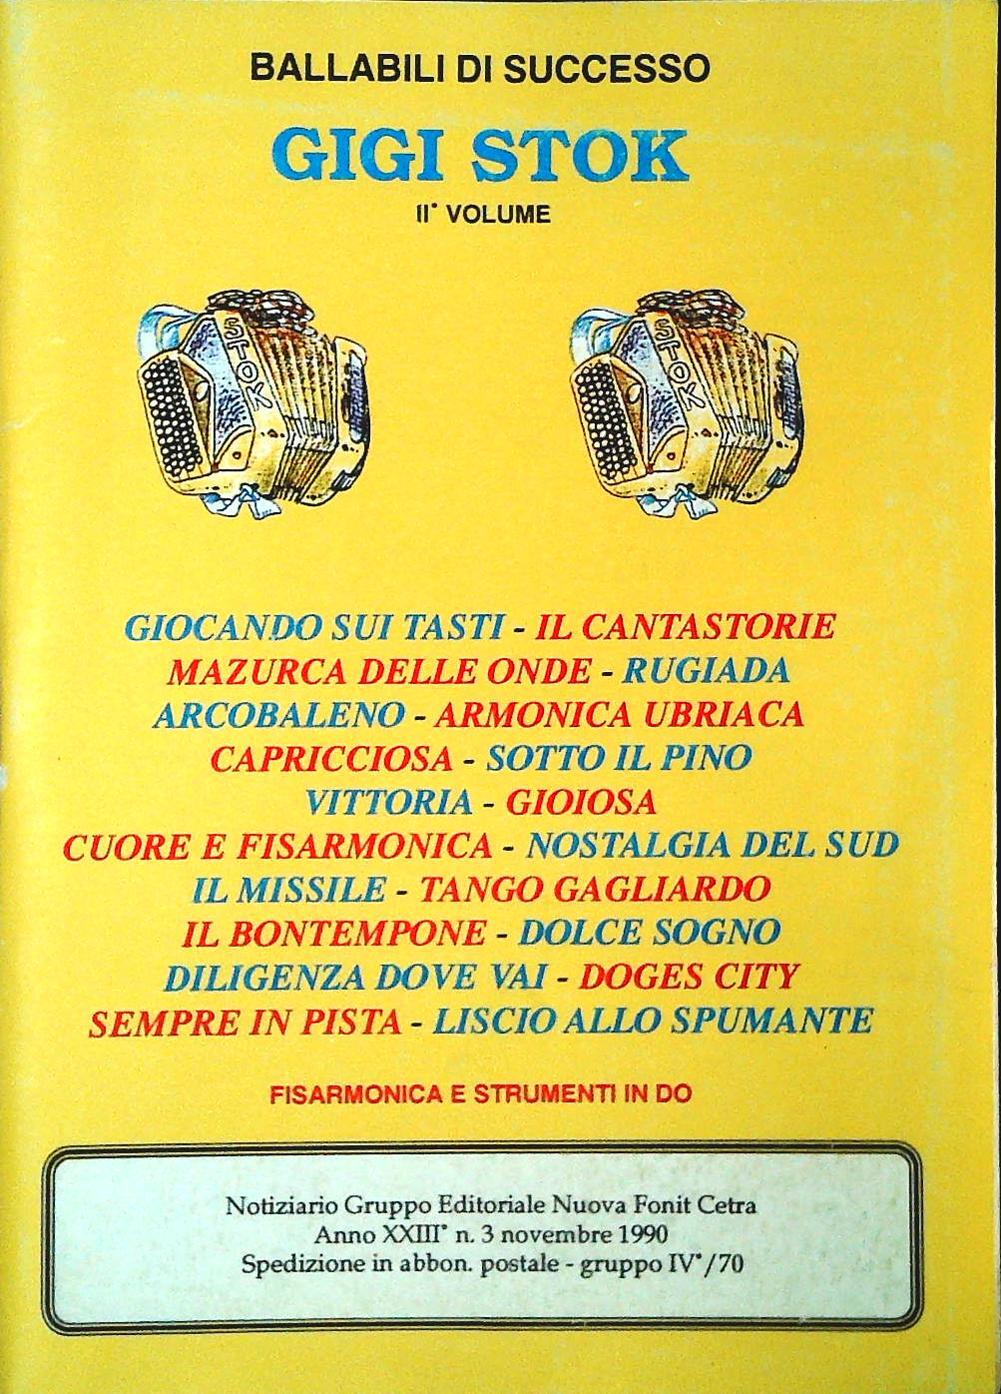 BALLABILI DI SUCCESSO
GIGI STOK
II° VOLUME
STOK
STOK
GIOCANDO SUI TASTI - IL CANTASTORIE
MAZURCA DELLE ONDE - RUGIADA
ARCOBALENO - ARMONICA UBRIACA
CAPRICCIOSA - SOTTO IL PINO
VITTORIA - GIOIOSA
CUORE E FISARMONICA - NOSTALGIA DEL SUD
IL MISSILE - TANGO GAGLIARDO
IL BONTEMPONE - DOLCE SOGNO
DILIGENZA DOVE VAI - DOGES CITY
SEMPRE IN PISTA - LISCIO ALLO SPUMANTE
FISARMONICA E STRUMENTI IN DO
Notiziario Gruppo Editoriale Nuova Fonit Cetra
Anno XXIII° n. 3 novembre 1990
Spedizione in abbon. postale - gruppo IV°/70